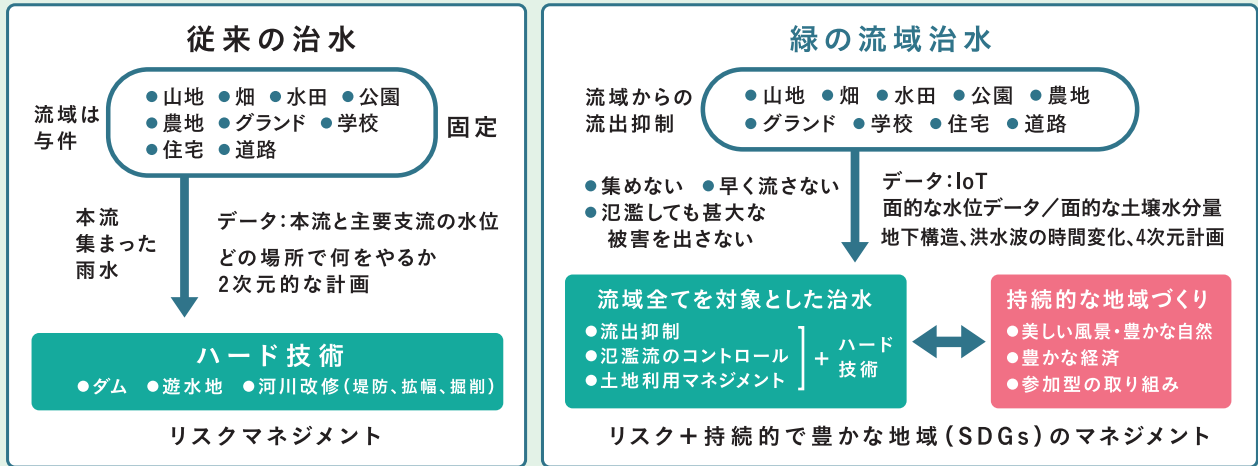 従来の治水
流域は
与件
●山地 ●畑 ●水田 ●公園
●農地 ●グランド ●学校
●住宅 ●道路
固定
本流
集まった
雨水
データ：本流と主要支流の水位
どの場所で何をやるか
2次元的な計画
ハード技術
●ダム ●遊水地 ●河川改修（堤防、拡幅、掘削）
リスクマネジメント
緑の流域治水
流域からの
流出抑制
●山地 ●畑 ●水田 ●公園 ●農地
●グランド ●学校 ●住宅 ●道路
●集めない ●早く流さない
●氾濫しても甚大な
被害を出さない
データ：IoT
面的な水位データ／面的な土壌水分量
地下構造、洪水波の時間変化、4次元計画
流域全てを対象とした治水
●流出抑制
●氾濫流のコントロール
●土地利用マネジメント
＋
ハード
技術
持続的な地域づくり
●美しい風景・豊かな自然
●豊かな経済
●参加型の取り組み
リスク＋持続的で豊かな地域（SDGs）のマネジメント